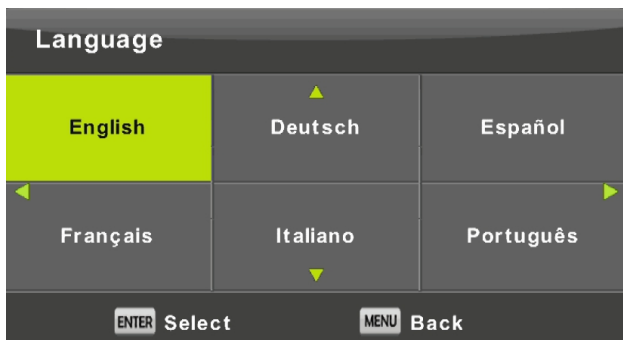 Language
English Deutsch Español
Français Italiano Português
ENTER Select MENU Back